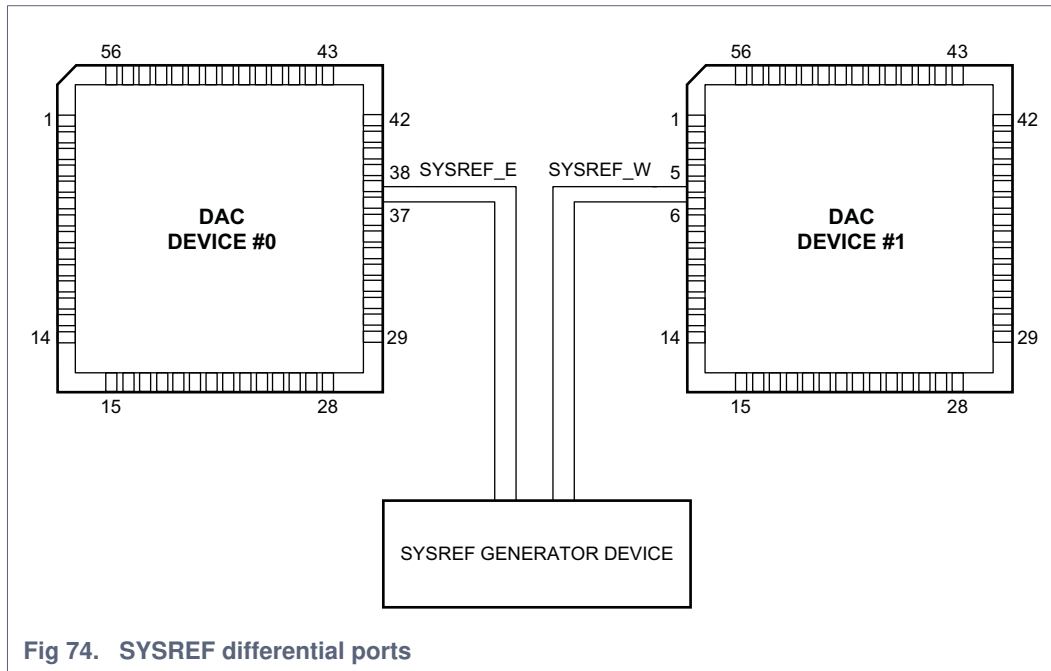 56 43 56 43
1 42 1 42
38 SYSREF_E SYSREF_W 5
37 6
DAC
DEVICE #0
DAC
DEVICE #1
14 29 14 29
15 28 15 28
SYSREF GENERATOR DEVICE
Fig 74. SYSREF differential ports